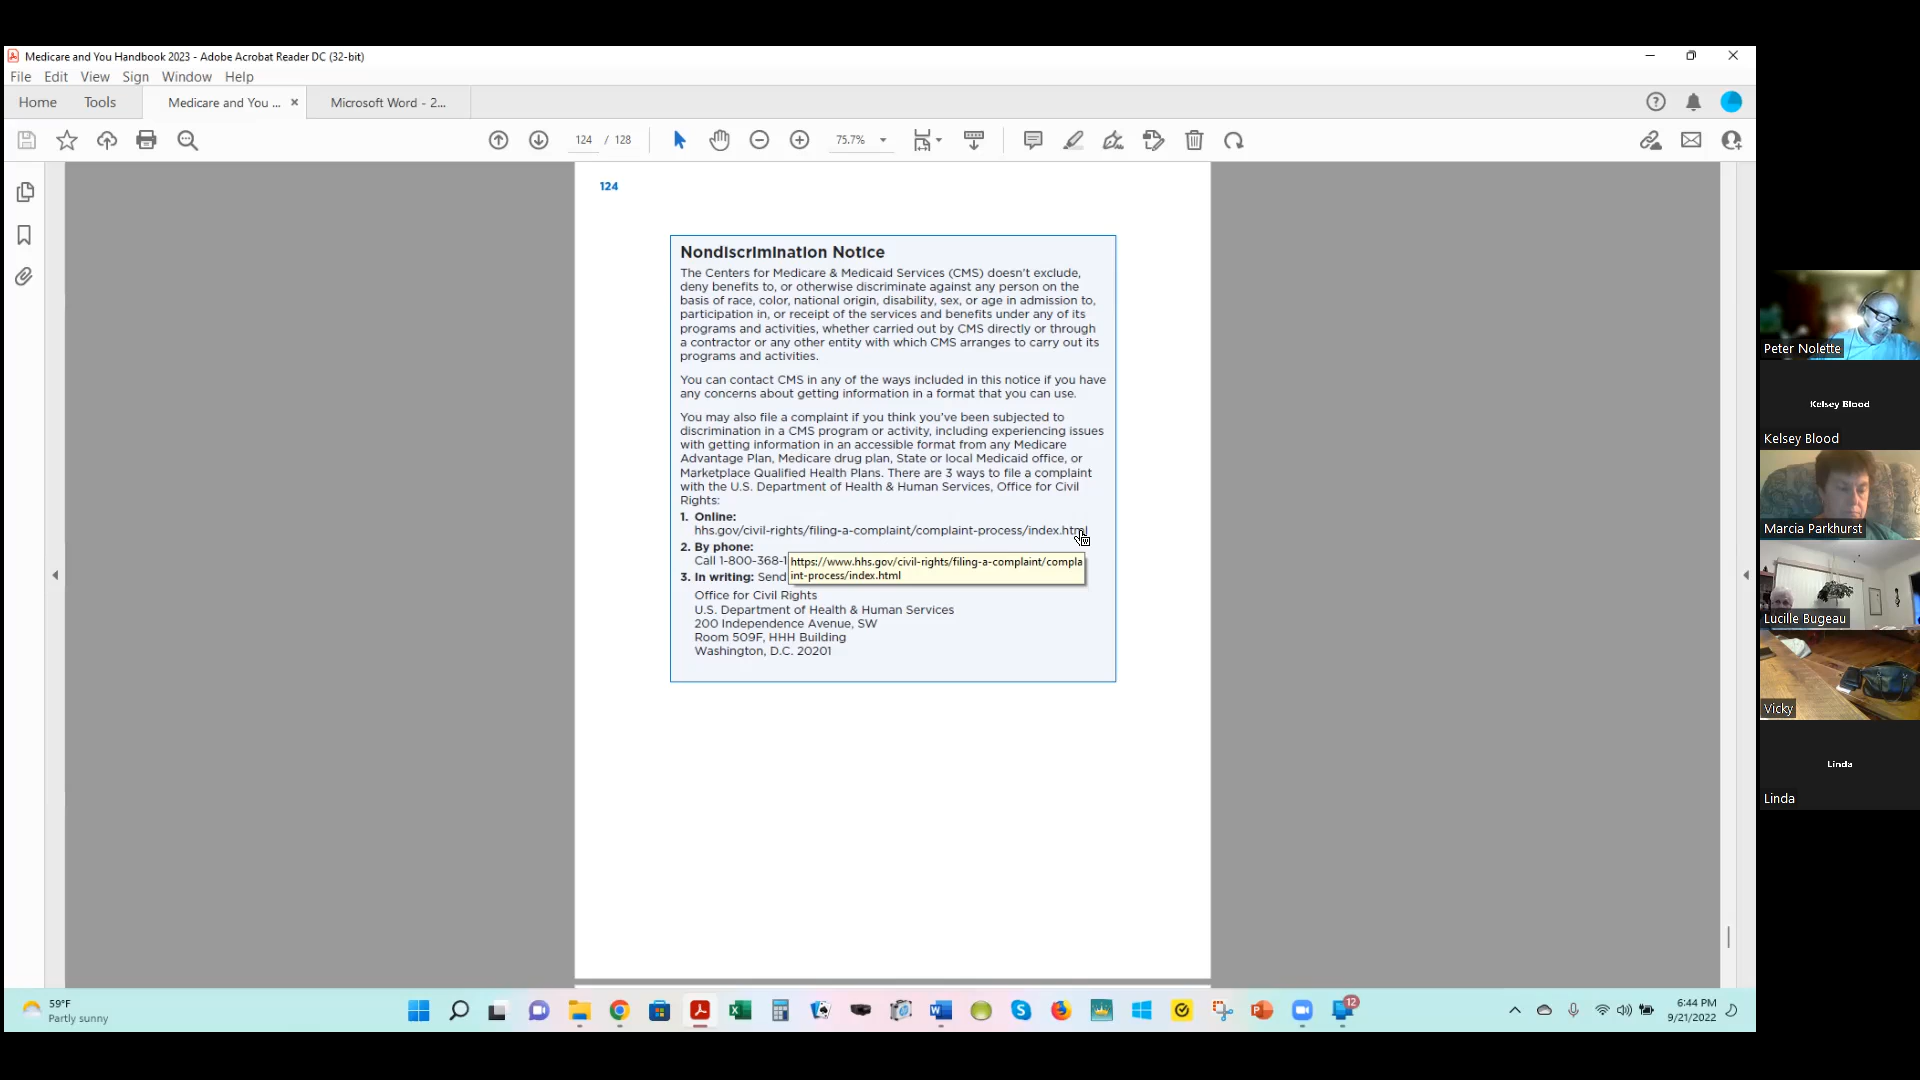 Medicare and You Handbook 2023 - Adobe Acrobat Reader DC (32-bit)
File Edit View Sign Window Help
Home Tools Medicare and You ... × Microsoft Word - 2...
124 / 128 75.7%
124
Nondiscrimination Notice
The Centers for Medicare & Medicaid Services (CMS) doesn't exclude,
deny benefits to, or otherwise discriminate against any person on the
basis of race, color, national origin, disability, sex, or age in admission to,
participation in, or receipt of the services and benefits under any of its
programs and activities, whether carried out by CMS directly or through
a contractor or any other entity with which CMS arranges to carry out its
programs and activities.
You can contact CMS in any of the ways included in this notice if you have
any concerns about getting information in a format that you can use.
You may also file a complaint if you think you've been subjected to
discrimination in a CMS program or activity, including experiencing issues
with getting information in an accessible format from any Medicare
Advantage Plan, Medicare drug plan, State or local Medicaid office, or
Marketplace Qualified Health Plans. There are 3 ways to file a complaint
with the U.S. Department of Health & Human Services, Office for Civil
Rights:
1. Online:
hhs.gov/civil-rights/filing-a-complaint/complaint-process/index.html
2. By phone:
Call 1-800-368-1
https://www.hhs.gov/civil-rights/filing-a-complaint/compla
int-process/index.html
3. In writing: Send
Office for Civil Rights
U.S. Department of Health & Human Services
200 Independence Avenue, SW
Room 509F, HHH Building
Washington, D.C. 20201
Peter Nolette
Kelsey Blood
Kelsey Blood
Marcia Parkhurst
Lucille Bugeau
Vicky
Linda
Linda
59°F
Partly sunny
12
6:44 PM
9/21/2022